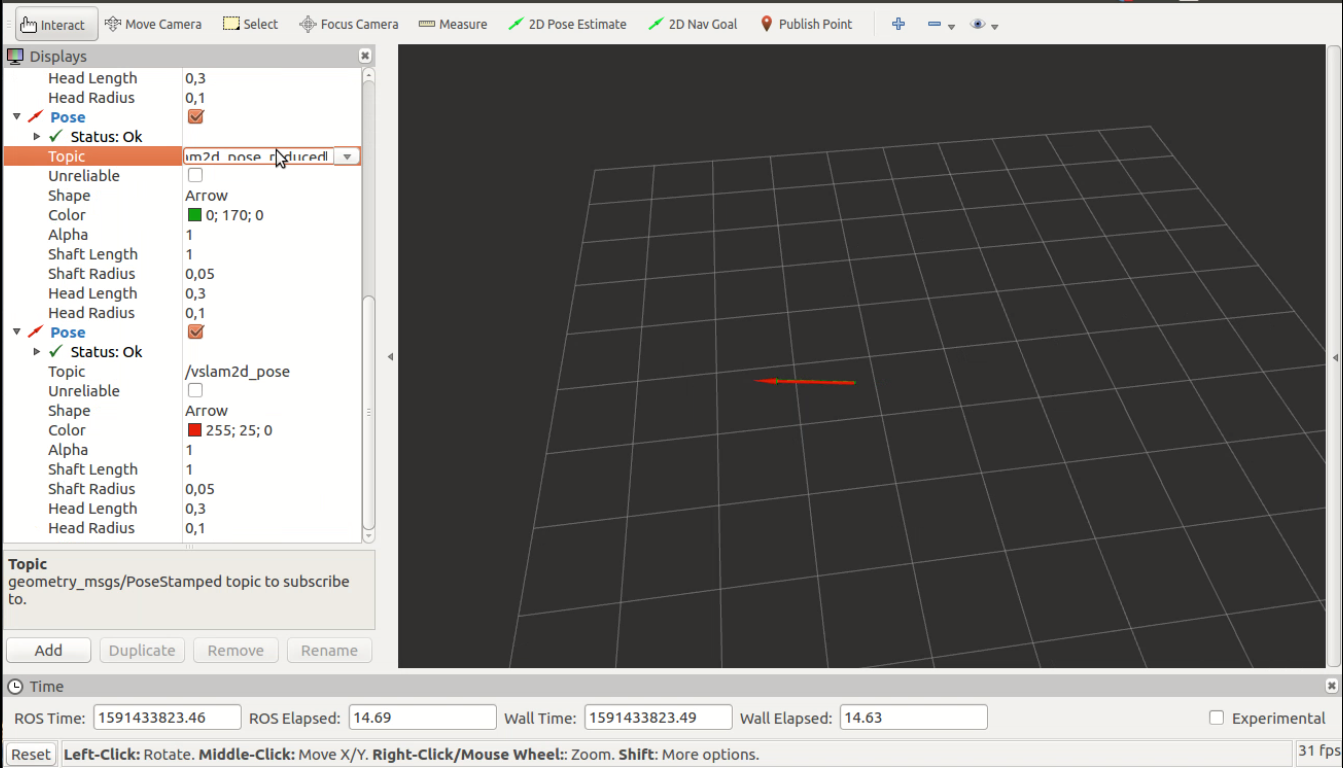 Interact Move Camera Select Focus Camera Measure 2D Pose Estimate 2D Nav Goal Publish Point
Displays
Head Length 0,3
Head Radius 0,1
Pose
Status: Ok
Topic m2d_pose_reduced
Unreliable
Shape Arrow
Color 0; 170; 0
Alpha 1
Shaft Length 1
Shaft Radius 0,05
Head Length 0,3
Head Radius 0,1
Pose
Status: Ok
Topic /vslam2d_pose
Unreliable
Shape Arrow
Color 255; 25; 0
Alpha 1
Shaft Length 1
Shaft Radius 0,05
Head Length 0,3
Head Radius 0,1
Topic
geometry_msgs/PoseStamped topic to subscribe
to.
Add Duplicate Remove Rename
Time
ROS Time: 1591433823.46 ROS Elapsed: 14.69 Wall Time: 1591433823.49 Wall Elapsed: 14.63 Experimental
Reset Left-Click: Rotate. Middle-Click: Move X/Y. Right-Click/Mouse Wheel:: Zoom. Shift: More options. 31 fps